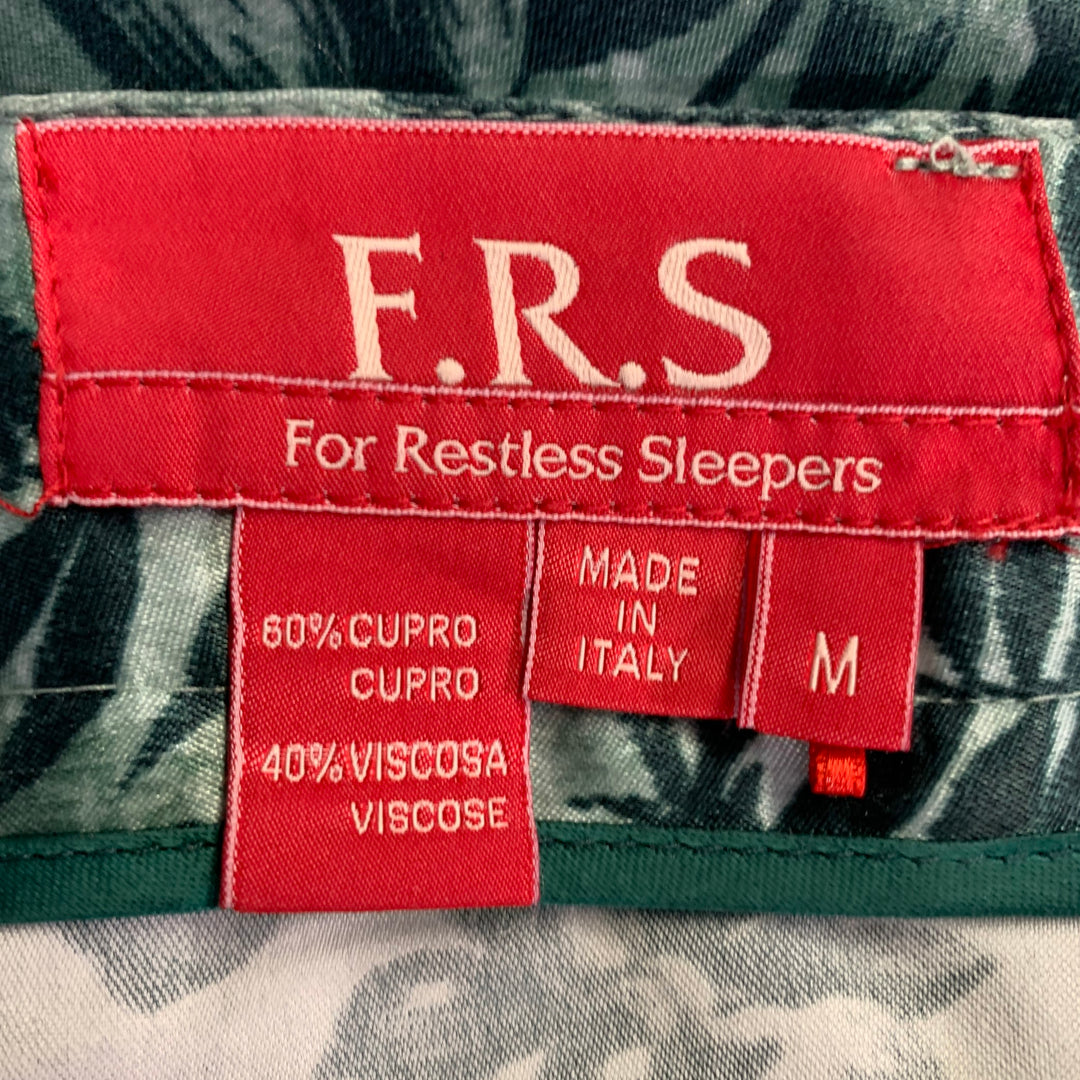 F.R.S
For Restless Sleepers
60% CUPRO
CUPRO
40% VISCOSA
VISCOSE
MADE
IN
ITALY
M